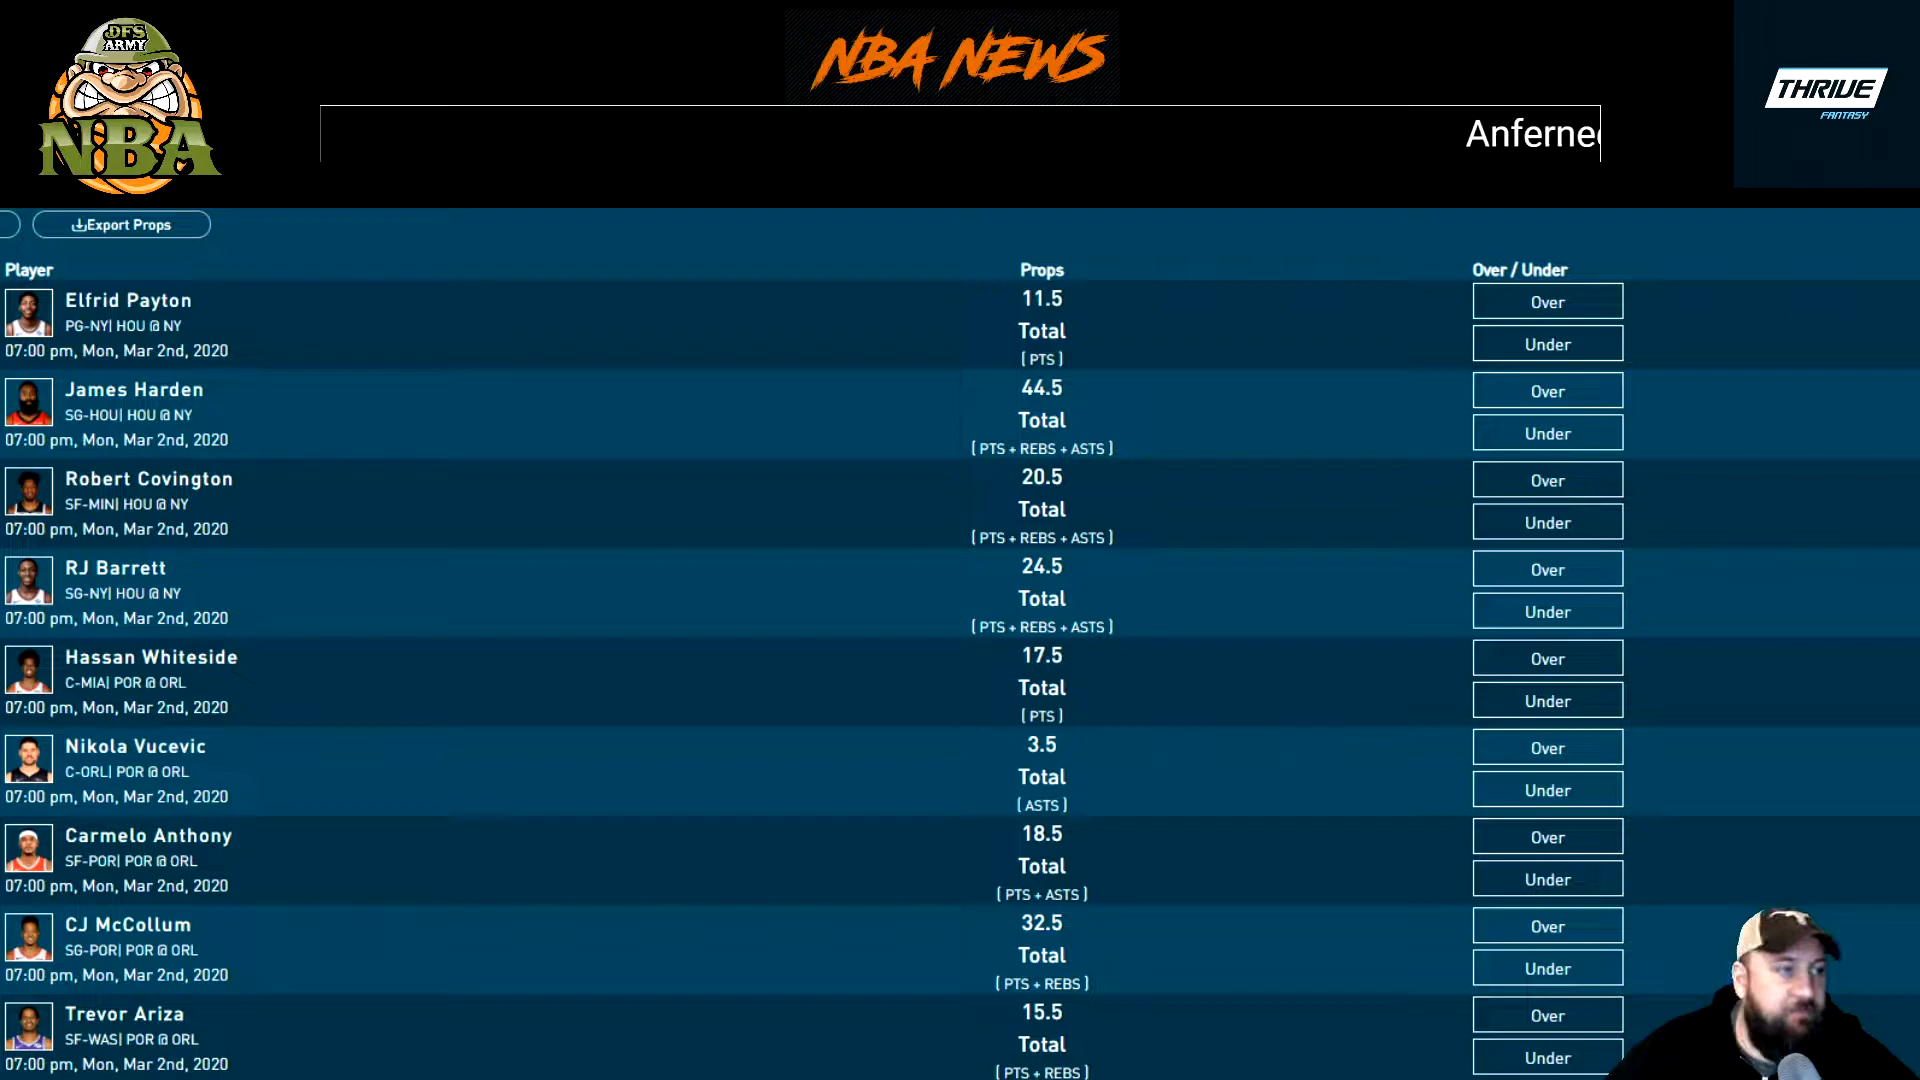 DFS
ARMY
NBA
NBA NEWS
THRIVE
FANTASY
Anferne
Export Props
Player
Props
Over / Under
Elfrid Payton
PG-NY| HOU @ NY
07:00 pm, Mon, Mar 2nd, 2020
11.5
Total
[ PTS ]
Over
Under
James Harden
SG-HOU| HOU @ NY
07:00 pm, Mon, Mar 2nd, 2020
44.5
Total
[ PTS + REBS + ASTS ]
Over
Under
Robert Covington
SF-MIN| HOU @ NY
07:00 pm, Mon, Mar 2nd, 2020
20.5
Total
[ PTS + REBS + ASTS ]
Over
Under
RJ Barrett
SG-NY| HOU @ NY
07:00 pm, Mon, Mar 2nd, 2020
24.5
Total
[ PTS + REBS + ASTS ]
Over
Under
Hassan Whiteside
C-MIA| POR @ ORL
07:00 pm, Mon, Mar 2nd, 2020
17.5
Total
[ PTS ]
Over
Under
Nikola Vucevic
C-ORL| POR @ ORL
07:00 pm, Mon, Mar 2nd, 2020
3.5
Total
[ ASTS ]
Over
Under
Carmelo Anthony
SF-POR| POR @ ORL
07:00 pm, Mon, Mar 2nd, 2020
18.5
Total
[ PTS + ASTS ]
Over
Under
CJ McCollum
SG-POR| POR @ ORL
07:00 pm, Mon, Mar 2nd, 2020
32.5
Total
[ PTS + REBS ]
Over
Under
Trevor Ariza
SF-WAS| POR @ ORL
07:00 pm, Mon, Mar 2nd, 2020
15.5
Total
[ PTS + REBS ]
Over
Under